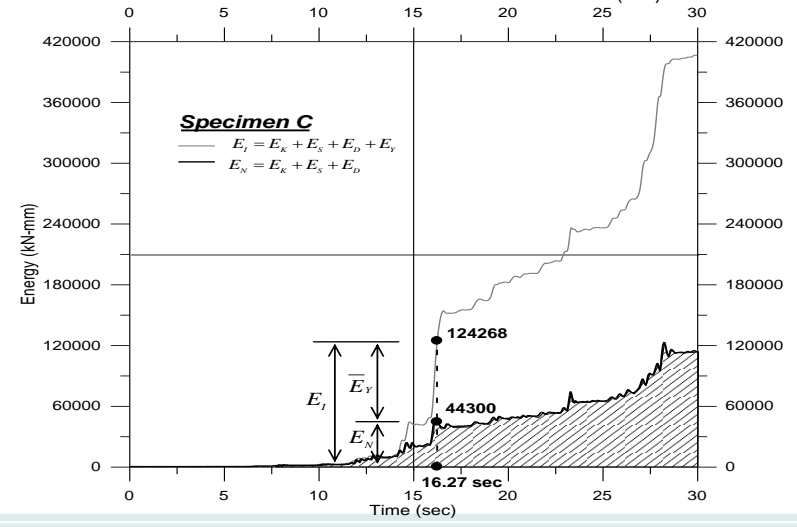 0 5 10 15 20 25 30
420000 420000
360000 360000
Specimen C
E_I = E_K + E_S + E_D + E_Y
E_N = E_K + E_S + E_D
300000 300000
240000 240000
Energy (kN-mm)
180000 180000
124268
120000 120000
E_I
E̅_Y
44300
60000 60000
E_N
0 0
16.27 sec
0 5 10 15 20 25 30
Time (sec)